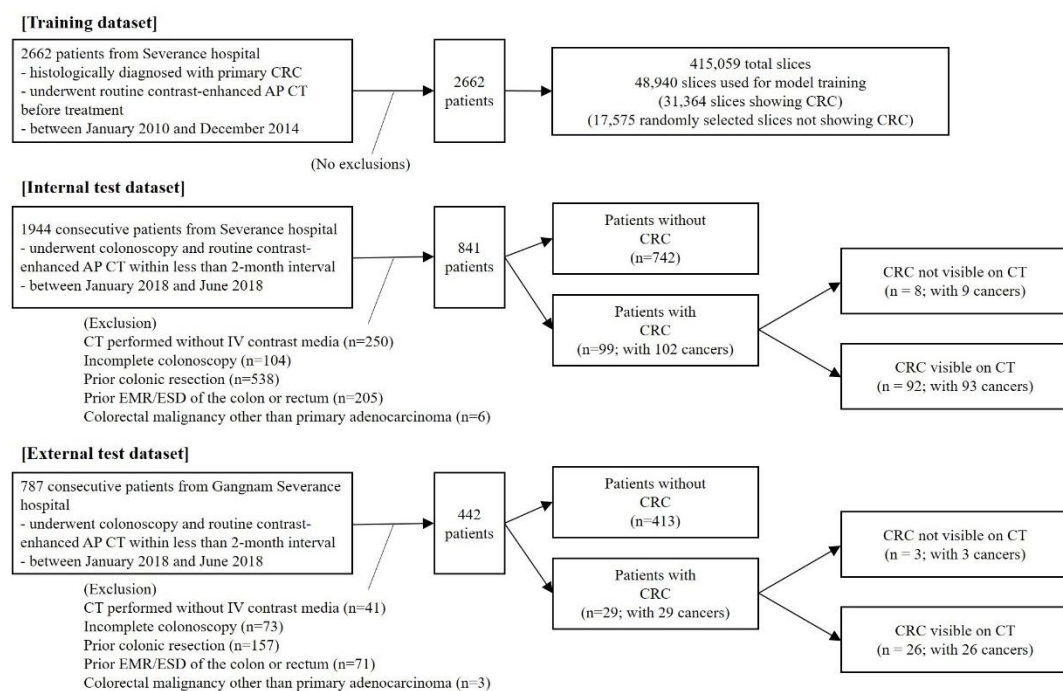 [Training dataset]
2662 patients from Severance hospital
- histologically diagnosed with primary CRC
- underwent routine contrast-enhanced AP CT
before treatment
- between January 2010 and December 2014
(No exclusions)
2662
patients
415,059 total slices
48,940 slices used for model training
(31,364 slices showing CRC)
(17,575 randomly selected slices not showing CRC)
[Internal test dataset]
1944 consecutive patients from Severance hospital
- underwent colonoscopy and routine contrast-
enhanced AP CT within less than 2-month interval
- between January 2018 and June 2018
(Exclusion)
CT performed without IV contrast media (n=250)
Incomplete colonoscopy (n=104)
Prior colonic resection (n=538)
Prior EMR/ESD of the colon or rectum (n=205)
Colorectal malignancy other than primary adenocarcinoma (n=6)
841
patients
Patients without
CRC
(n=742)
Patients with
CRC
(n=99; with 102 cancers)
CRC not visible on CT
(n = 8; with 9 cancers)
CRC visible on CT
(n = 92; with 93 cancers)
[External test dataset]
787 consecutive patients from Gangnam Severance
hospital
- underwent colonoscopy and routine contrast-
enhanced AP CT within less than 2-month interval
- between January 2018 and June 2018
(Exclusion)
CT performed without IV contrast media (n=41)
Incomplete colonoscopy (n=73)
Prior colonic resection (n=157)
Prior EMR/ESD of the colon or rectum (n=71)
Colorectal malignancy other than primary adenocarcinoma (n=3)
442
patients
Patients without
CRC
(n=413)
Patients with
CRC
(n=29; with 29 cancers)
CRC not visible on CT
(n = 3; with 3 cancers)
CRC visible on CT
(n = 26; with 26 cancers)